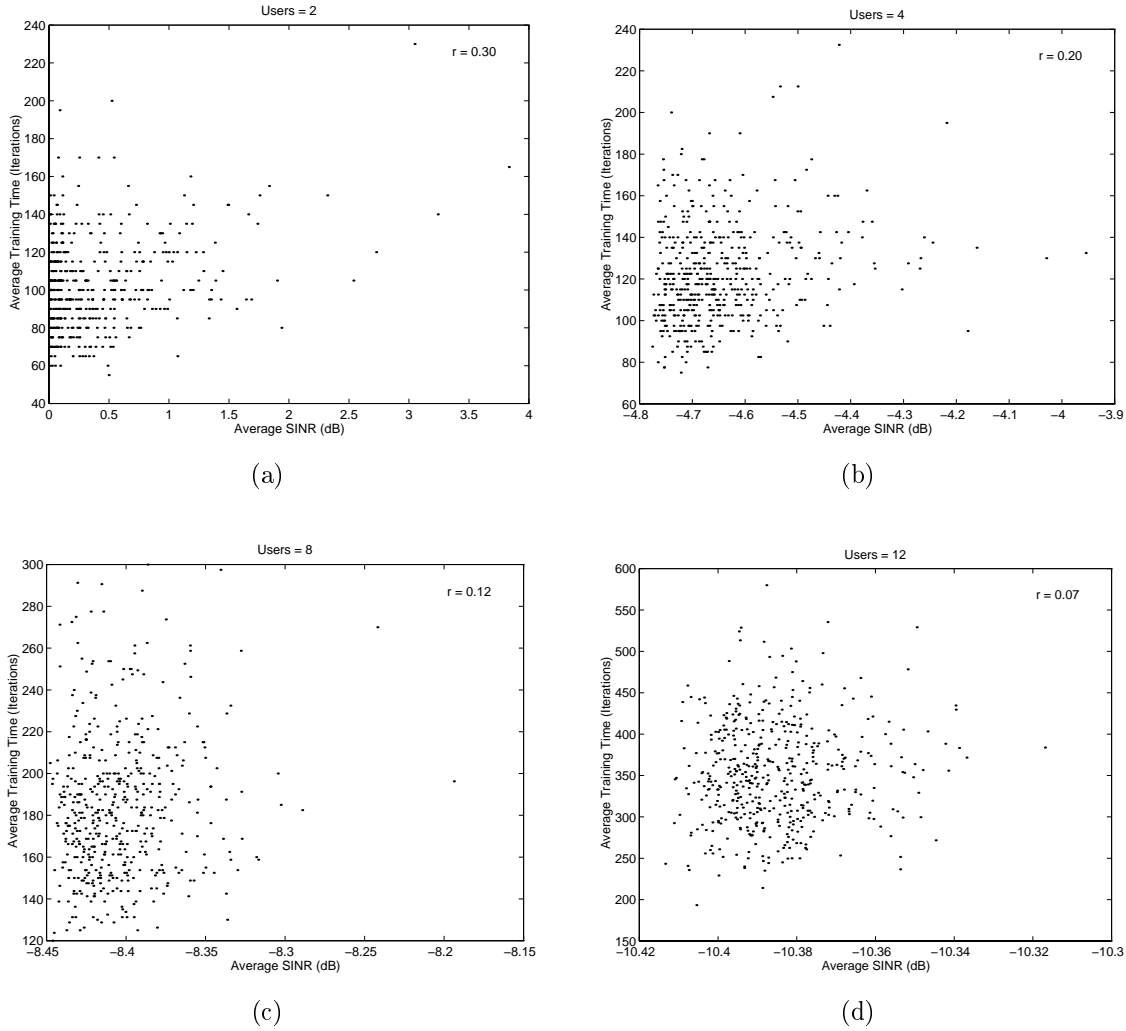 Users = 2
r = 0.30
Average Training Time (Iterations)
240
220
200
180
160
140
120
100
80
60
40
0 0.5 1 1.5 2 2.5 3 3.5 4
Average SINR (dB)
(a)
Users = 4
r = 0.20
Average Training Time (Iterations)
240
220
200
180
160
140
120
100
80
60
−4.8 −4.7 −4.6 −4.5 −4.4 −4.3 −4.2 −4.1 −4 −3.9
Average SINR (dB)
(b)
Users = 8
r = 0.12
Average Training Time (Iterations)
300
280
260
240
220
200
180
160
140
120
−8.45 −8.4 −8.35 −8.3 −8.25 −8.2 −8.15
Average SINR (dB)
(c)
Users = 12
r = 0.07
Average Training Time (Iterations)
600
550
500
450
400
350
300
250
200
150
−10.42 −10.4 −10.38 −10.36 −10.34 −10.32 −10.3
Average SINR (dB)
(d)